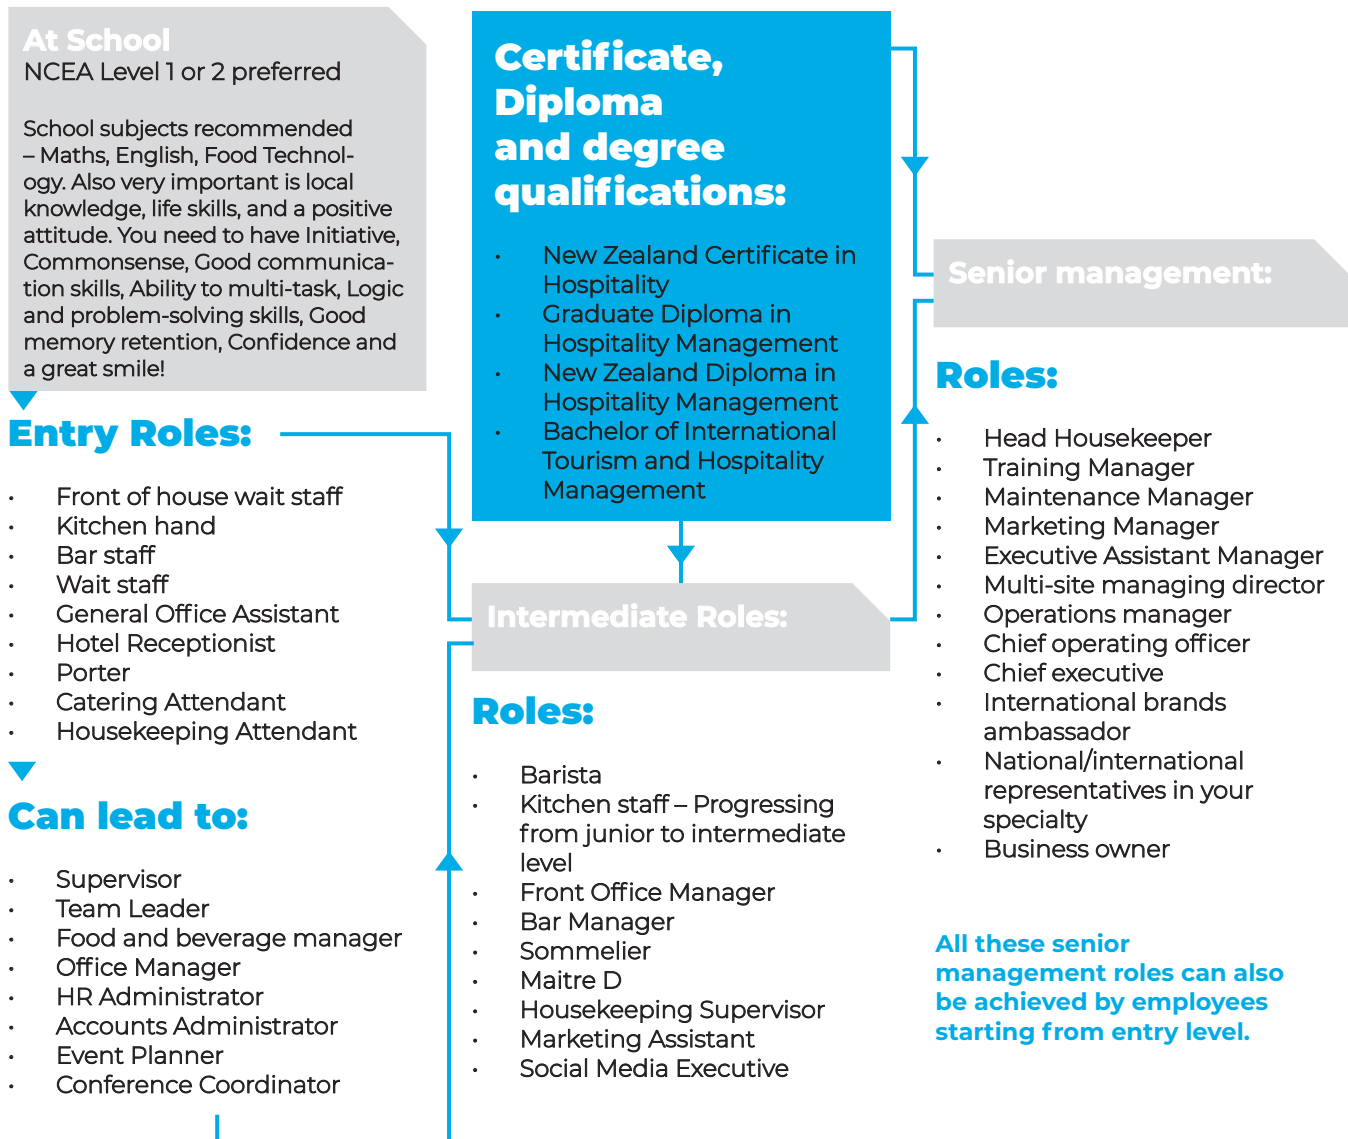 At School
NCEA Level 1 or 2 preferred
School subjects recommended
– Maths, English, Food Technol-
ogy. Also very important is local
knowledge, life skills, and a positive
attitude. You need to have Initiative,
Commonsense, Good communica-
tion skills, Ability to multi-task, Logic
and problem-solving skills, Good
memory retention, Confidence and
a great smile!
Entry Roles:
• Front of house wait staff
• Kitchen hand
• Bar staff
• Wait staff
• General Office Assistant
• Hotel Receptionist
• Porter
• Catering Attendant
• Housekeeping Attendant
Can lead to:
• Supervisor
• Team Leader
• Food and beverage manager
• Office Manager
• HR Administrator
• Accounts Administrator
• Event Planner
• Conference Coordinator
Certificate,
Diploma
and degree
qualifications:
• New Zealand Certificate in
Hospitality
• Graduate Diploma in
Hospitality Management
• New Zealand Diploma in
Hospitality Management
• Bachelor of International
Tourism and Hospitality
Management
Intermediate Roles:
Roles:
• Barista
• Kitchen staff – Progressing
from junior to intermediate
level
• Front Office Manager
• Bar Manager
• Sommelier
• Maitre D
• Housekeeping Supervisor
• Marketing Assistant
• Social Media Executive
Senior management:
Roles:
• Head Housekeeper
• Training Manager
• Maintenance Manager
• Marketing Manager
• Executive Assistant Manager
• Multi-site managing director
• Operations manager
• Chief operating officer
• Chief executive
• International brands
ambassador
• National/international
representatives in your
specialty
• Business owner
All these senior
management roles can also
be achieved by employees
starting from entry level.